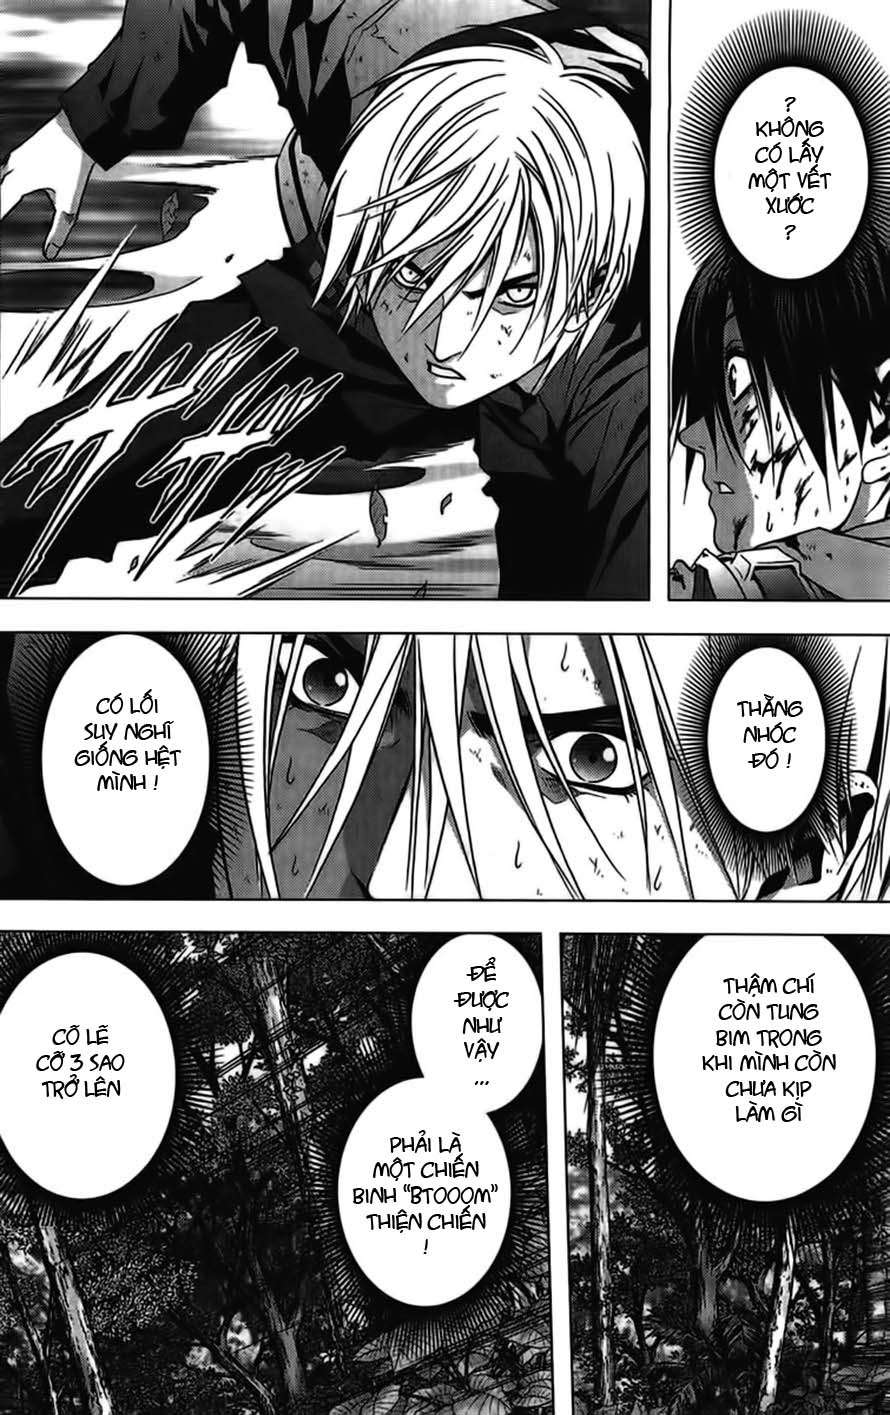 ?
KHÔNG
CÓ LẤY
MỘT VẾT
XƯỚC
?
THẰNG
NHÓC
ĐÓ !
CÓ LỐI
SUY NGHĨ
GIỐNG HỆT
MÌNH !
THẬM CHÍ
CÒN TUNG
BIM TRONG
KHI MÌNH CÒN
CHƯA KỊP
LÀM GÌ
ĐỂ
ĐƯỢC
NHƯ
VẬY
...
PHẢI LÀ
MỘT CHIẾN
BINH "BTOOOM"
THIỆN CHIẾN
!
CÕ LẼ
CỠ 3 SAO
TRỞ LÊN